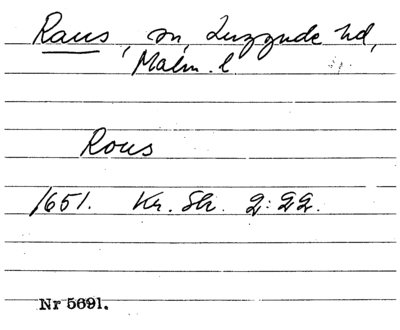 Raus, sn, Luggude hd,
Malm. l.
Rous
1651. Kr. Sk. 2:22.
Nr 5691.